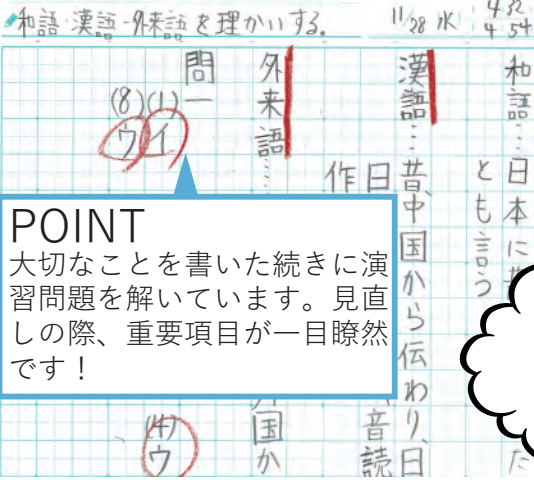 和語・漢語・外来語を理かいする。
11/28 水
4:32
4:54
和語…日本に昔
とも言う
漢語…昔、中国から伝わり、日
日
音読
作
外来語…
国か
問一
(1)イ
(8)ウ
(4)ウ
POINT
大切なことを書いた続きに演
習問題を解いています。見直
しの際、重要項目が一目瞭然
です！